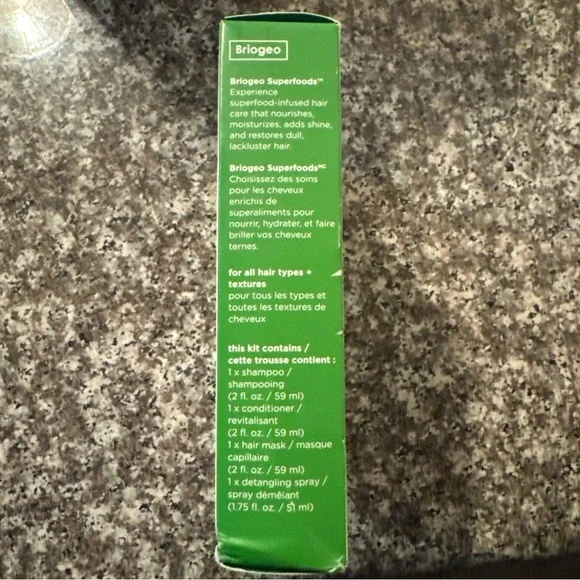 Briogeo
Briogeo Superfoods™
Experience
superfood-infused hair
care that nourishes,
moisturizes, adds shine,
and restores dull,
lackluster hair.
Briogeo Superfoodsᴹᶜ
Choisissez des soins
pour les cheveux
enrichis de
superaliments pour
nourrir, hydrater, et faire
briller vos cheveux
ternes.
for all hair types +
textures
pour tous les types et
toutes les textures de
cheveux
this kit contains /
cette trousse contient :
1 x shampoo /
shampooing
(2 fl. oz. / 59 ml)
1 x conditioner /
revitalisant
(2 fl. oz. / 59 ml)
1 x hair mask / masque
capillaire
(2 fl. oz. / 59 ml)
1 x detangling spray /
spray démêlant
(1.75 fl. oz. / 51 ml)